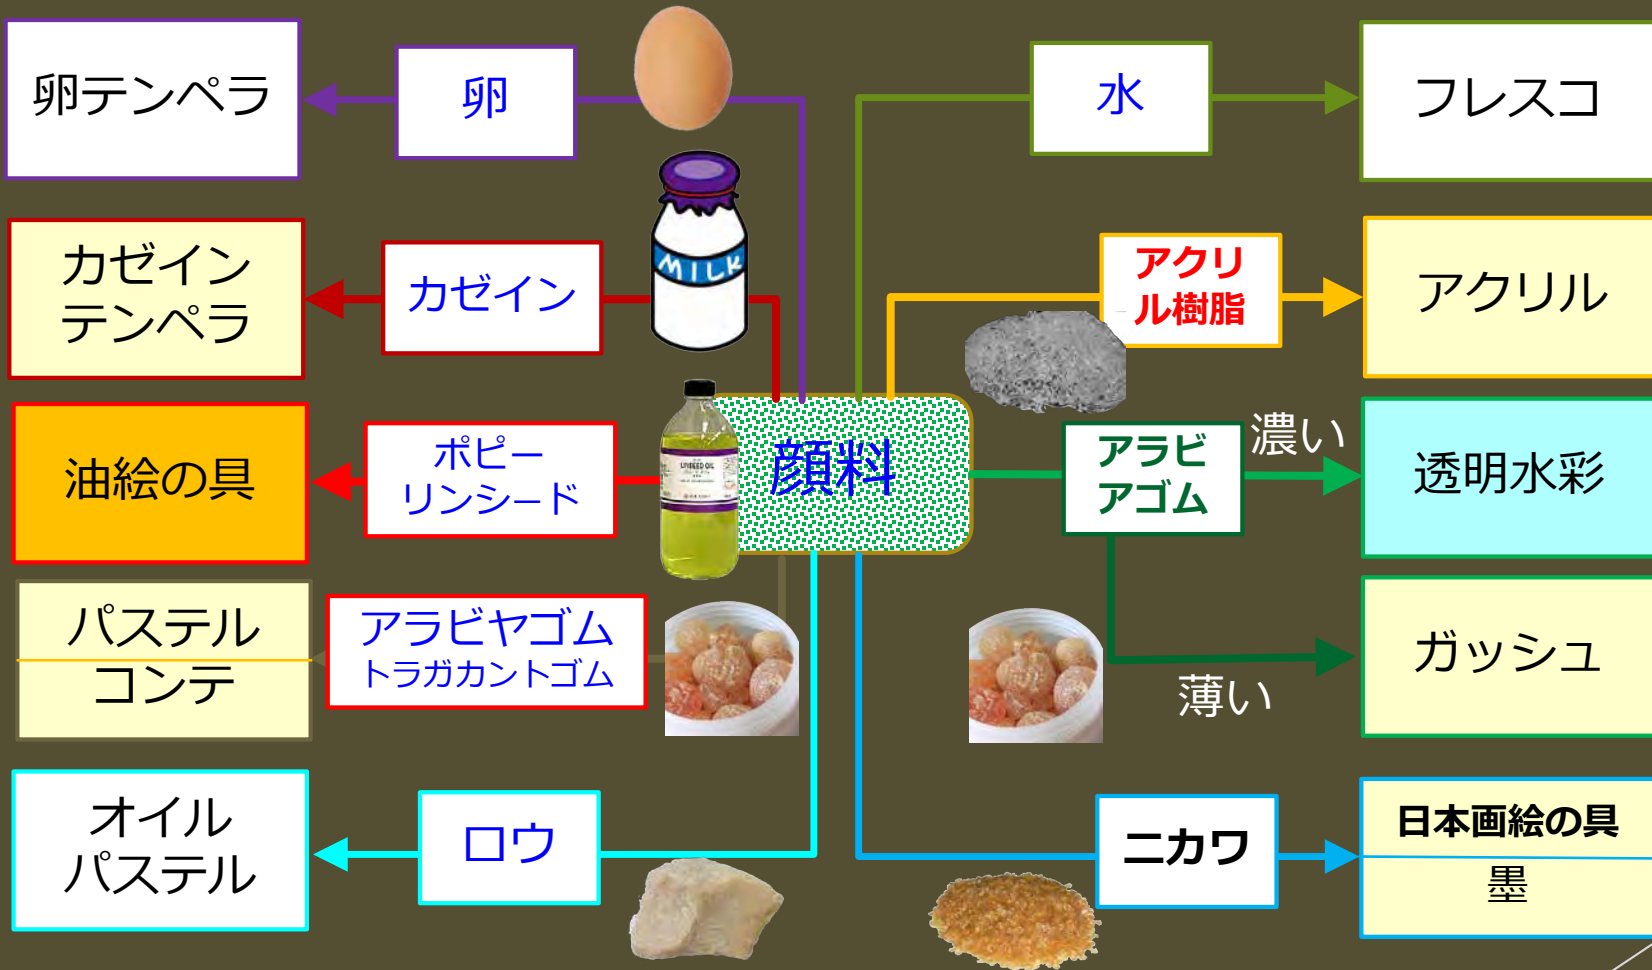 卵テンペラ
卵
水
フレスコ
カゼイン
テンペラ
カゼイン
MILK
アクリ
ル樹脂
アクリル
油絵の具
ポピー
リンシード
LINSEED OIL
顔料
アラビ
アゴム
濃い
透明水彩
パステル
コンテ
アラビヤゴム
トラガカントゴム
薄い
ガッシュ
オイル
パステル
ロウ
ニカワ
日本画絵の具
墨